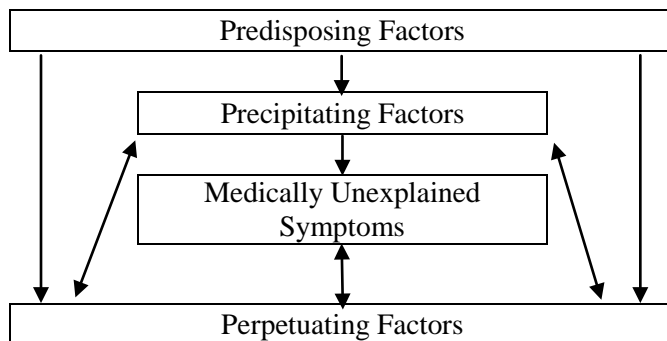 Predisposing Factors
Precipitating Factors
Medically Unexplained
Symptoms
Perpetuating Factors